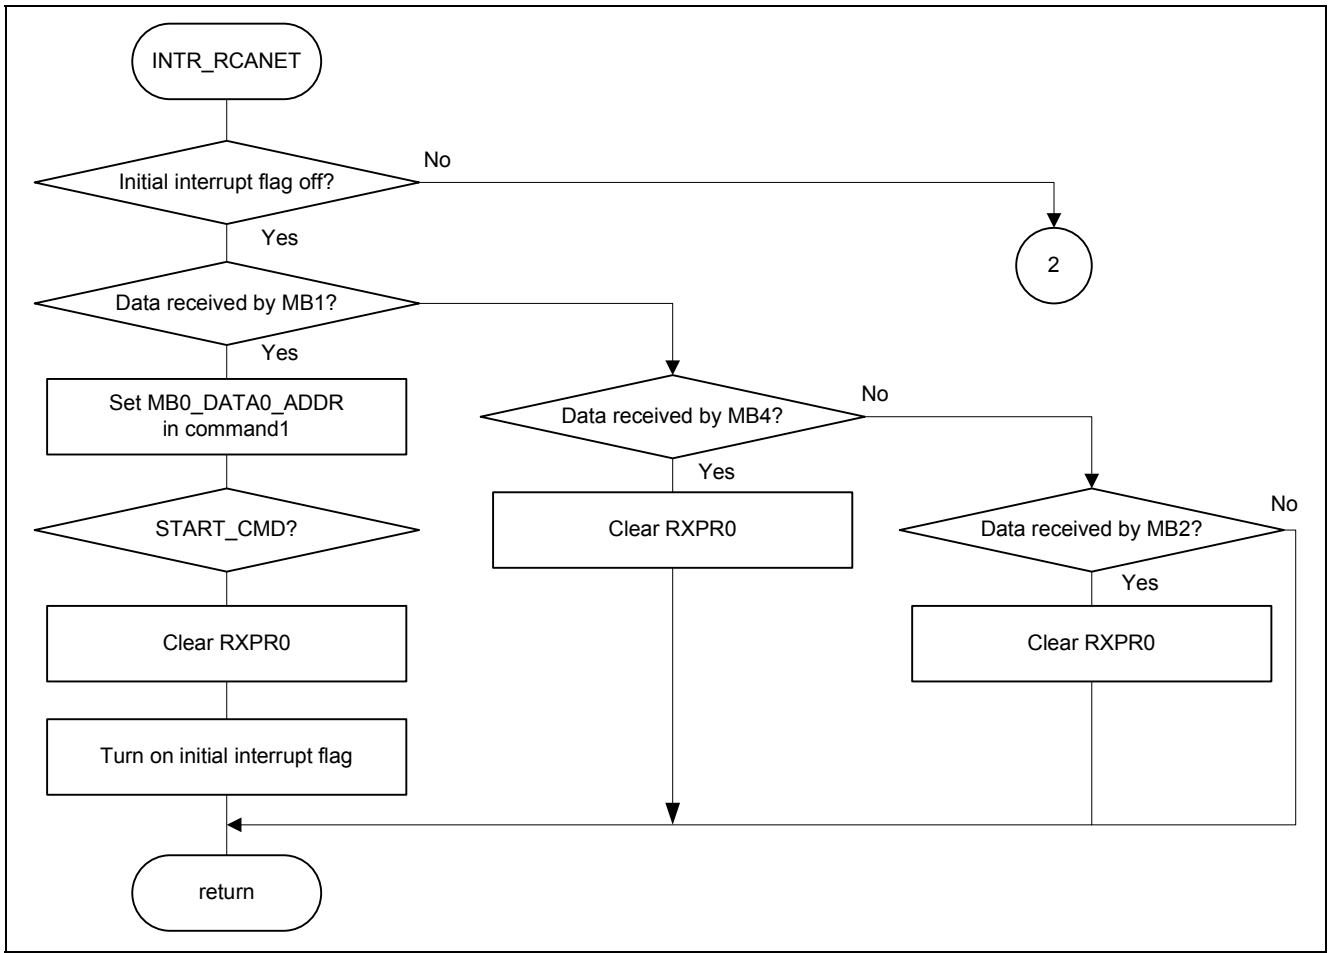 INTR_RCANET
Initial interrupt flag off?
No
Yes
2
Data received by MB1?
Yes
Set MB0_DATA0_ADDR
in command1
Data received by MB4?
No
Yes
START_CMD?
Clear RXPR0
Data received by MB2?
No
Yes
Clear RXPR0
Clear RXPR0
Turn on initial interrupt flag
return